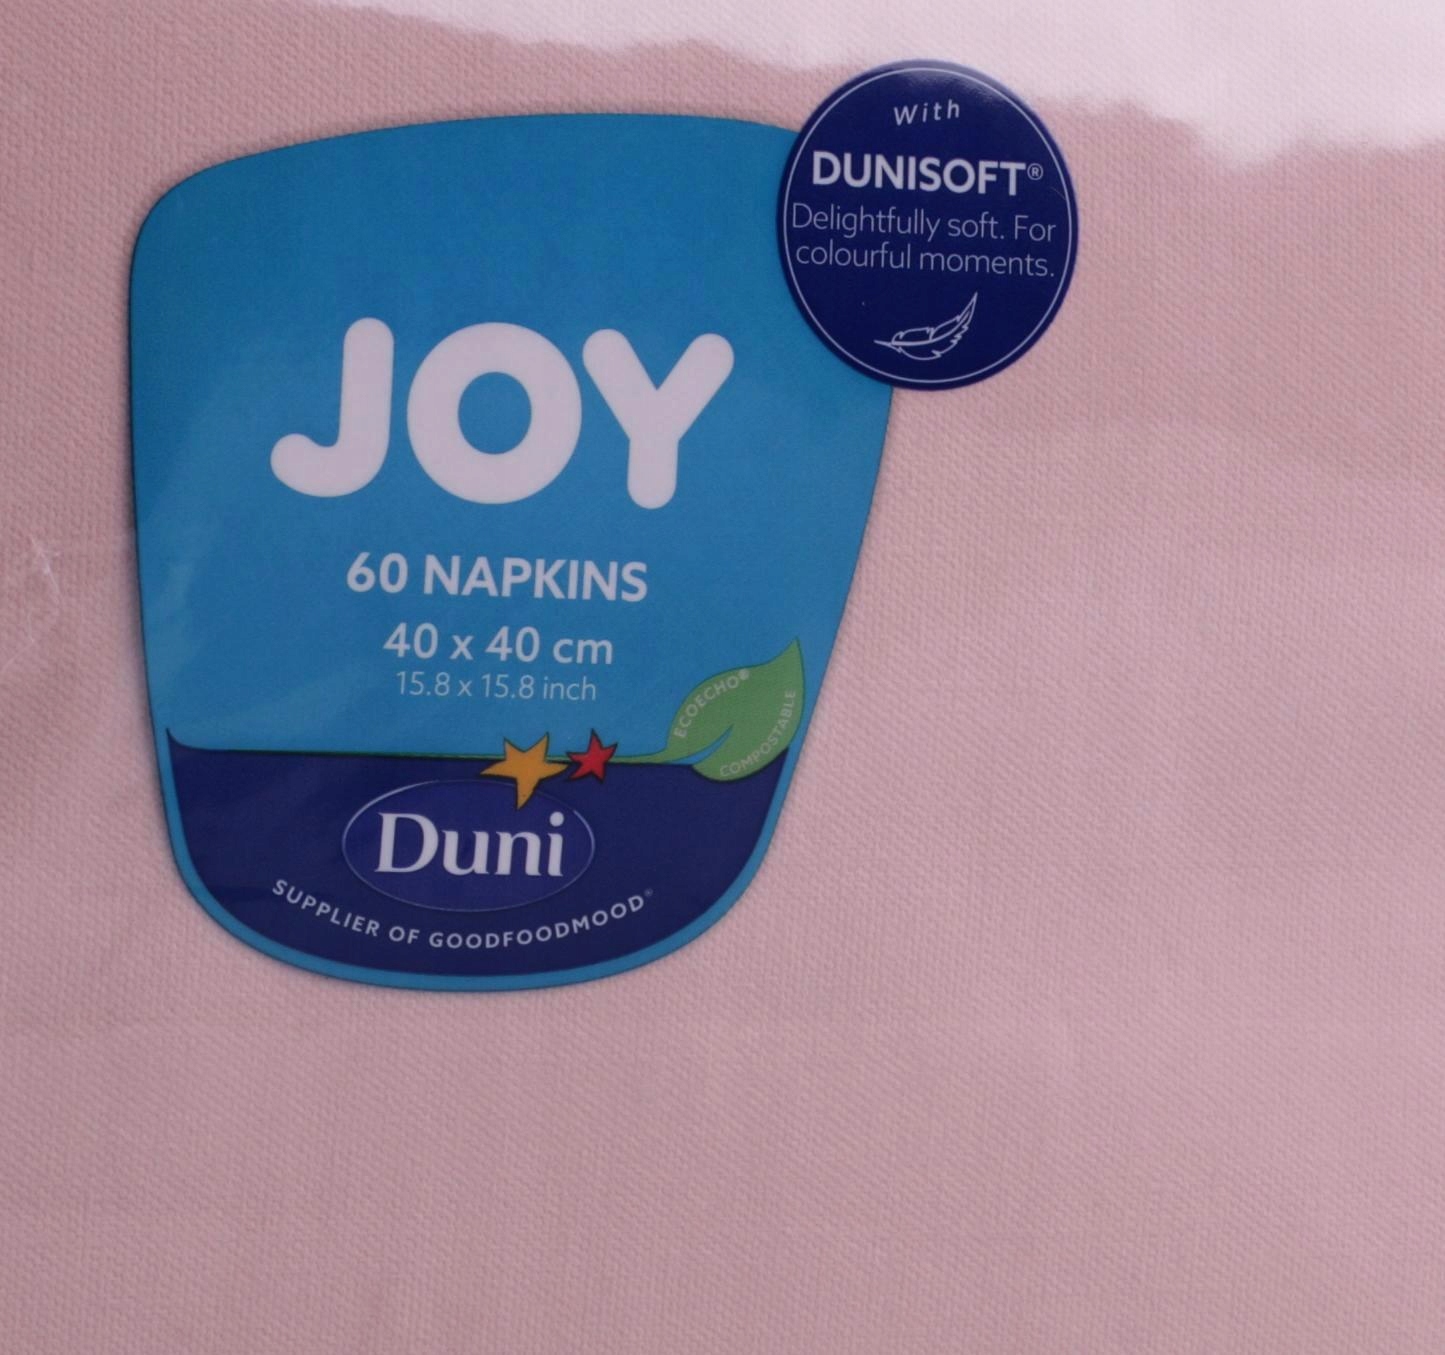 With
DUNISOFT®
Delightfully soft. For
colourful moments.
JOY
60 NAPKINS
40 x 40 cm
15.8 x 15.8 inch
ECOECHO®
COMPOSTABLE
Duni
SUPPLIER OF GOODFOODMOOD®